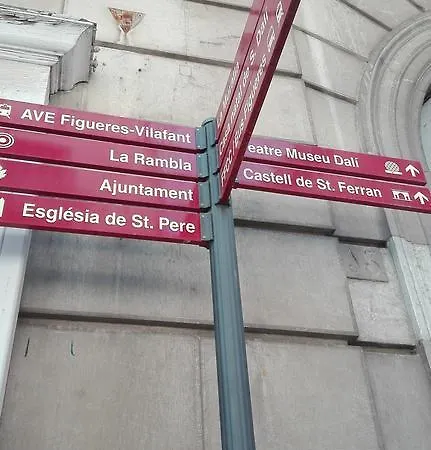 AVE Figueres-Vilafant
La Rambla
Ajuntament
Església de St. Pere
eatre Museu Dalí
Castell de St. Ferran